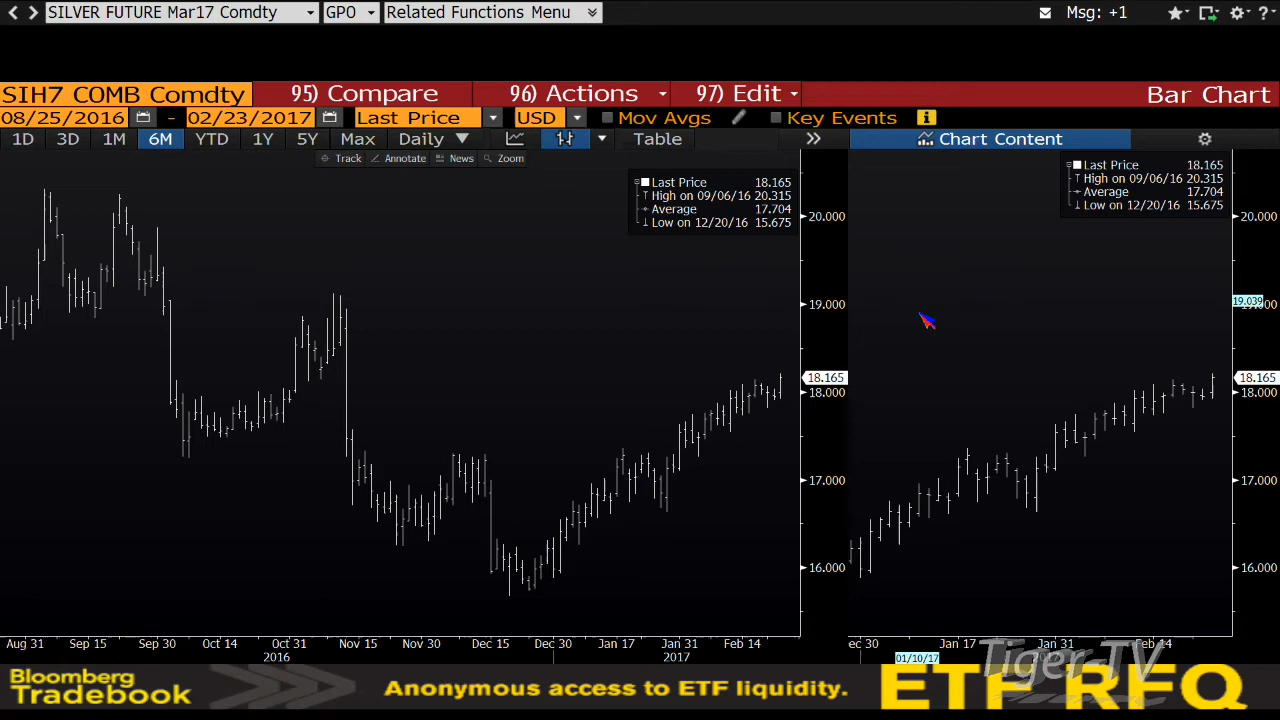 SILVER FUTURE Mar17 Comdty GPO Related Functions Menu Msg: +1 ?
SIH7 COMB Comdty 95) Compare 96) Actions 97) Edit Bar Chart
08/25/2016 - 02/23/2017 Last Price USD Mov Avgs Key Events i
1D 3D 1M 6M YTD 1Y 5Y Max Daily Table Chart Content
Track Annotate News Zoom
Last Price 18.165
High on 09/06/16 20.315
Average 17.704
Low on 12/20/16 15.675
20.000
19.000
18.165
18.000
17.000
16.000
Aug 31 Sep 15 Sep 30 Oct 14 Oct 31 Nov 15 Nov 30 Dec 15 Dec 30 Jan 17 Jan 31 Feb 14
2016 2017
Last Price 18.165
High on 09/06/16 20.315
Average 17.704
Low on 12/20/16 15.675
20.000
19.039
18.165
18.000
17.000
16.000
ec 30 Jan 17 Jan 31 Feb 14
01/10/17
Tiger-TV
Bloomberg
Tradebook
Anonymous access to ETF liquidity.
ETF RFQ